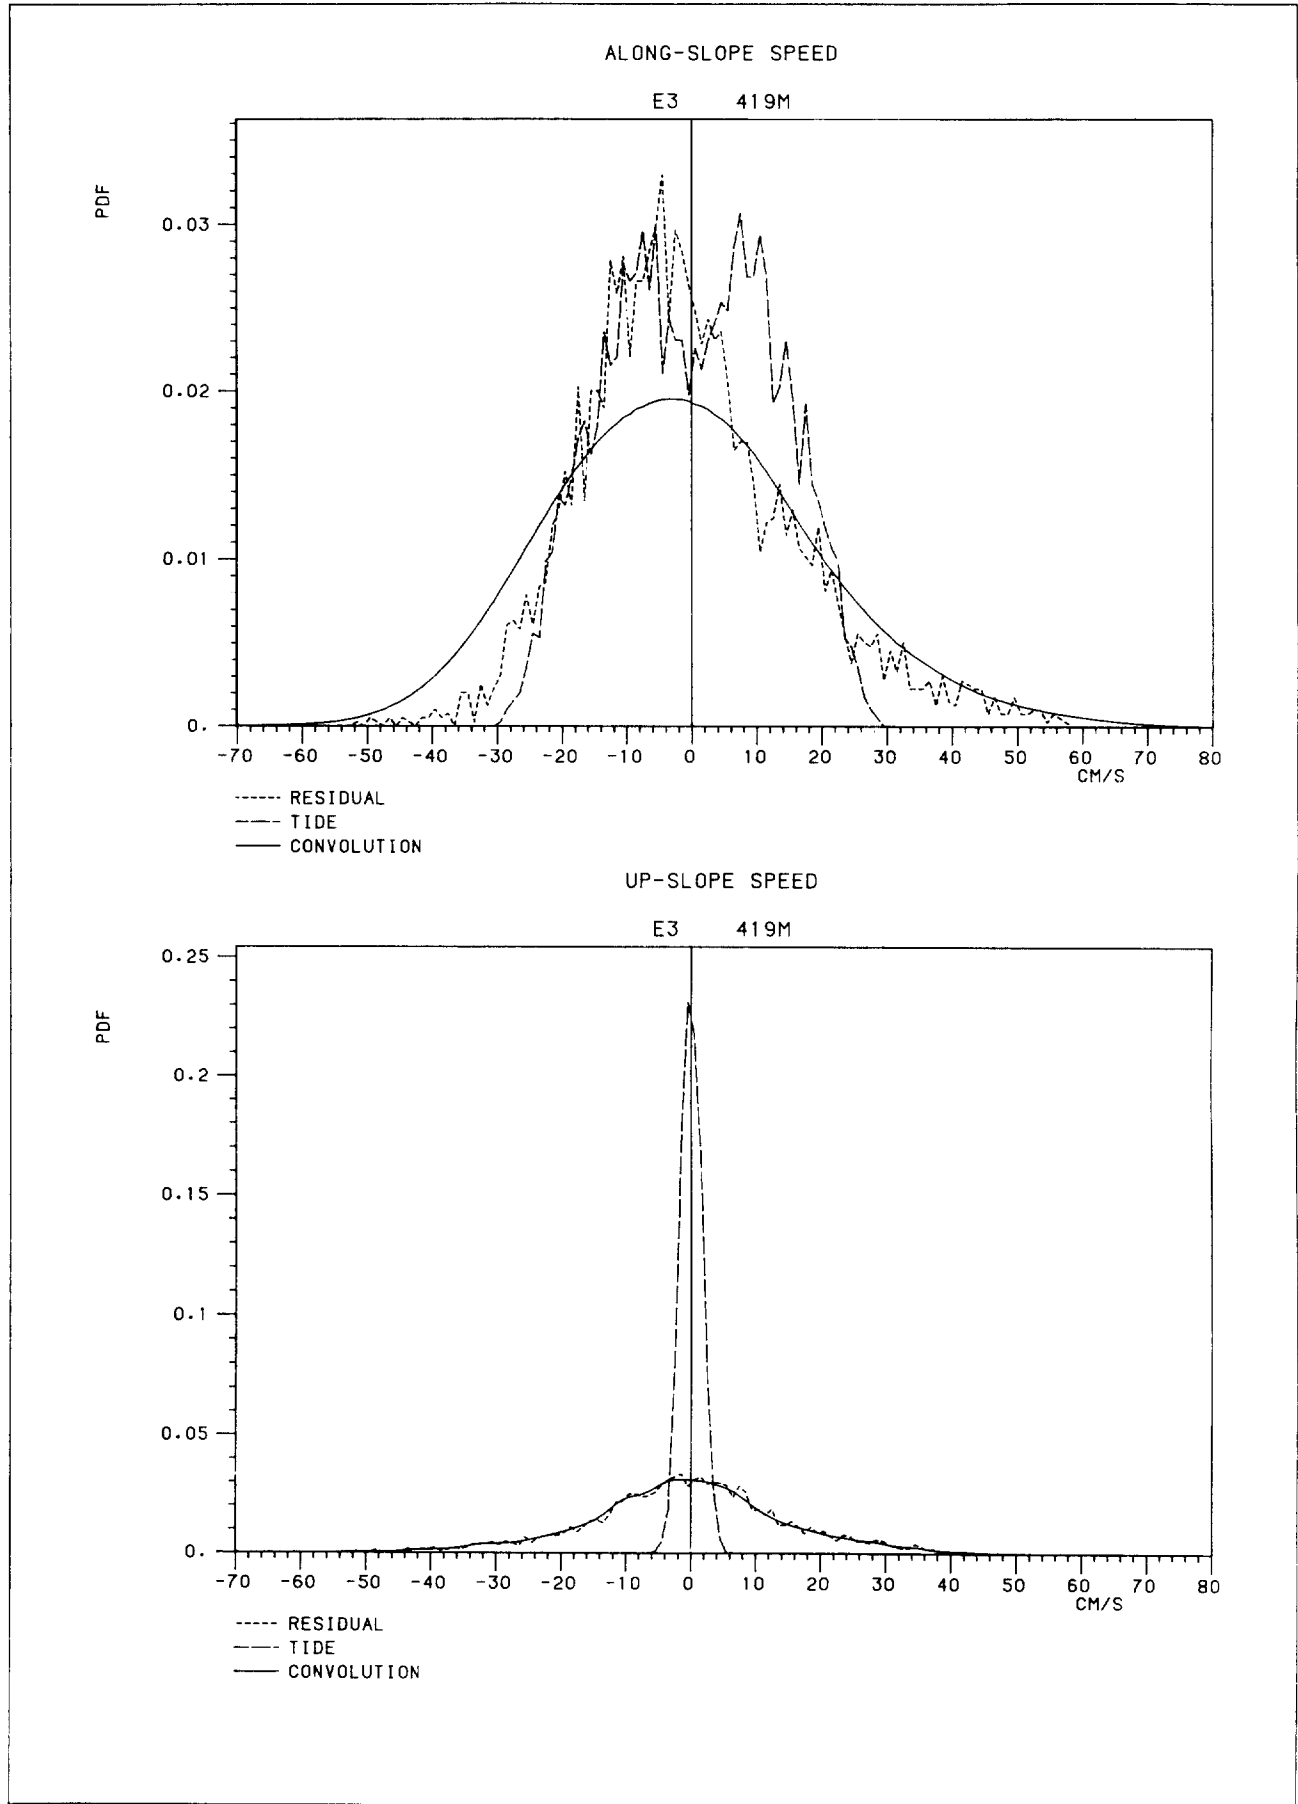 ALONG-SLOPE SPEED
E3 419M
PDF
0.03
0.02
0.01
0.
-70 -60 -50 -40 -30 -20 -10 0 10 20 30 40 50 60 70 80
CM/S
RESIDUAL
TIDE
CONVOLUTION
UP-SLOPE SPEED
E3 419M
PDF
0.25
0.2
0.15
0.1
0.05
0.
-70 -60 -50 -40 -30 -20 -10 0 10 20 30 40 50 60 70 80
CM/S
RESIDUAL
TIDE
CONVOLUTION